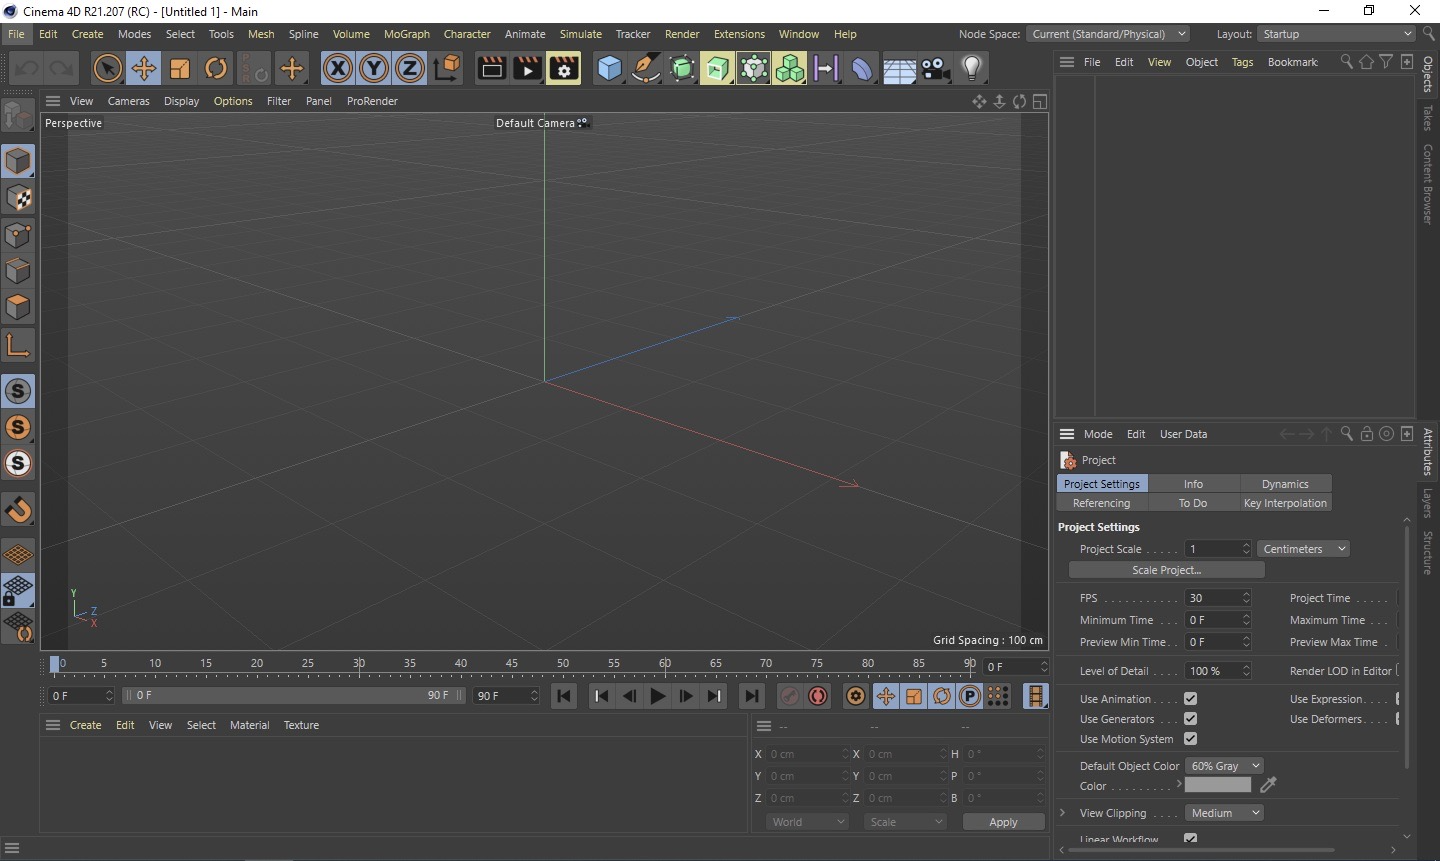 Cinema 4D R21.207 (RC) - [Untitled 1] - Main
File Edit Create Modes Select Tools Mesh Spline Volume MoGraph Character Animate Simulate Tracker Render Extensions Window Help Node Space: Current (Standard/Physical) Layout: Startup
PSR X Y Z
File Edit View Object Tags Bookmark
Objects
Takes
Content Browser
View Cameras Display Options Filter Panel ProRender
Perspective Default Camera
S
S
S
Y
Z
X
Grid Spacing : 100 cm
Mode Edit User Data
Attributes
Layers
Structure
Project
Project Settings Info Dynamics
Referencing To Do Key Interpolation
Project Settings
Project Scale . . . . . 1 Centimeters
Scale Project...
FPS . . . . . . . . . . . 30 Project Time . . . . .
Minimum Time . . . 0 F Maximum Time . . .
Preview Min Time . . 0 F Preview Max Time .
Level of Detail . . . . 100 % Render LOD in Editor
Use Animation . . . . Use Expression . . . .
Use Generators . . . Use Deformers . . . .
Use Motion System
Default Object Color 60% Gray
Color . . . . . . . . .
View Clipping . . . . Medium
Linear Workflow
0 5 10 15 20 25 30 35 40 45 50 55 60 65 70 75 80 85 90 0 F
0 F 0 F 90 F 90 F P
Create Edit View Select Material Texture
-- -- --
X 0 cm X 0 cm H 0 °
Y 0 cm Y 0 cm P 0 °
Z 0 cm Z 0 cm B 0 °
World Scale Apply